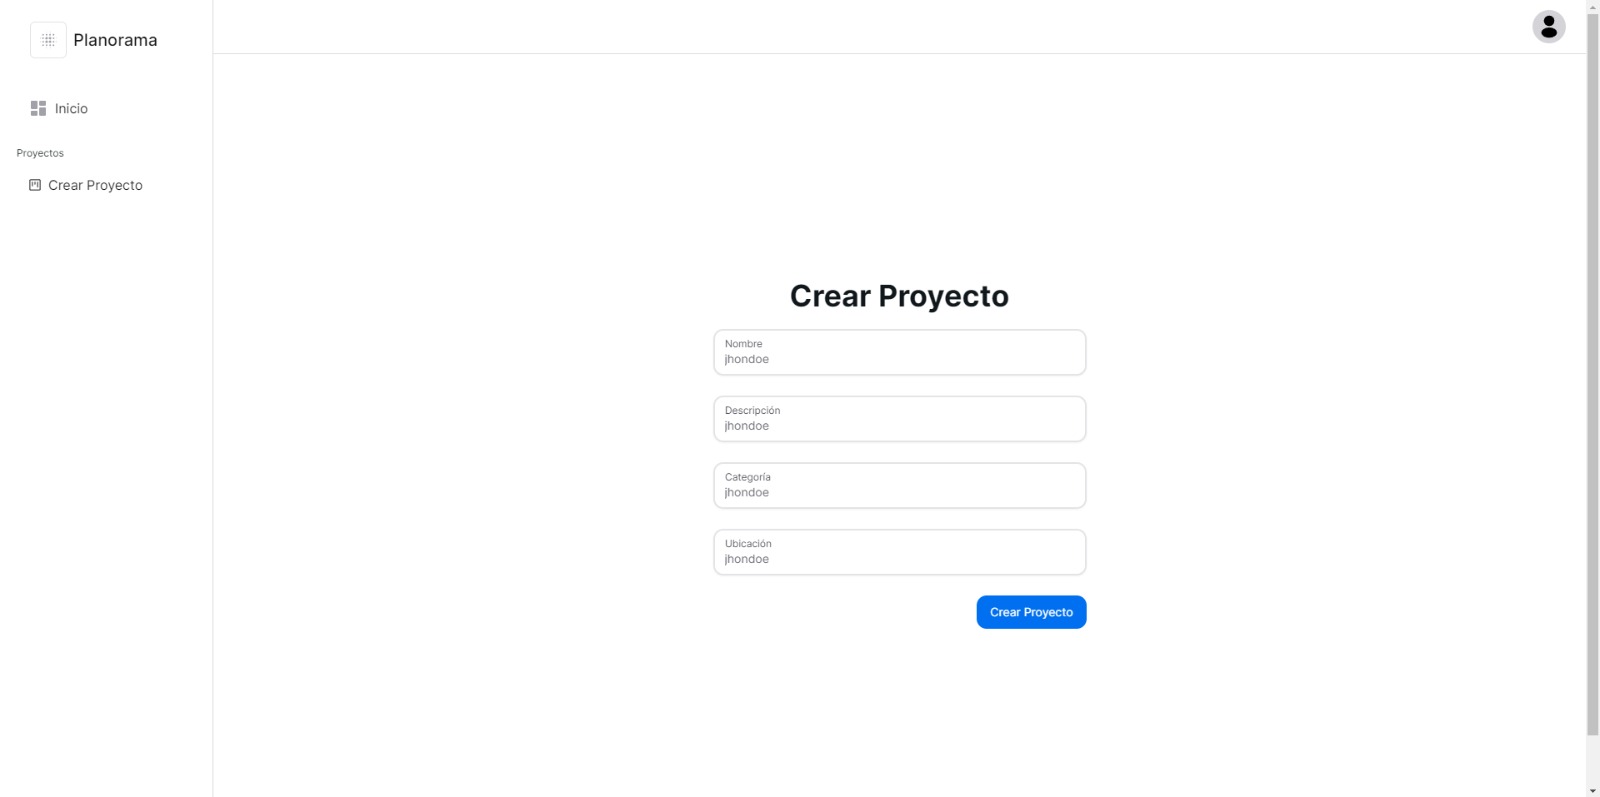 Planorama
Inicio
Proyectos
Crear Proyecto
Crear Proyecto
Nombre
jhondoe
Descripción
jhondoe
Categoría
jhondoe
Ubicación
jhondoe
Crear Proyecto